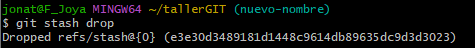 jonat@F_Joya MINGW64 ~/tallerGIT (nuevo-nombre)
$ git stash drop
Dropped refs/stash@{0} (e3e30d3489181d1448c9614db89635dc9d3d3023)